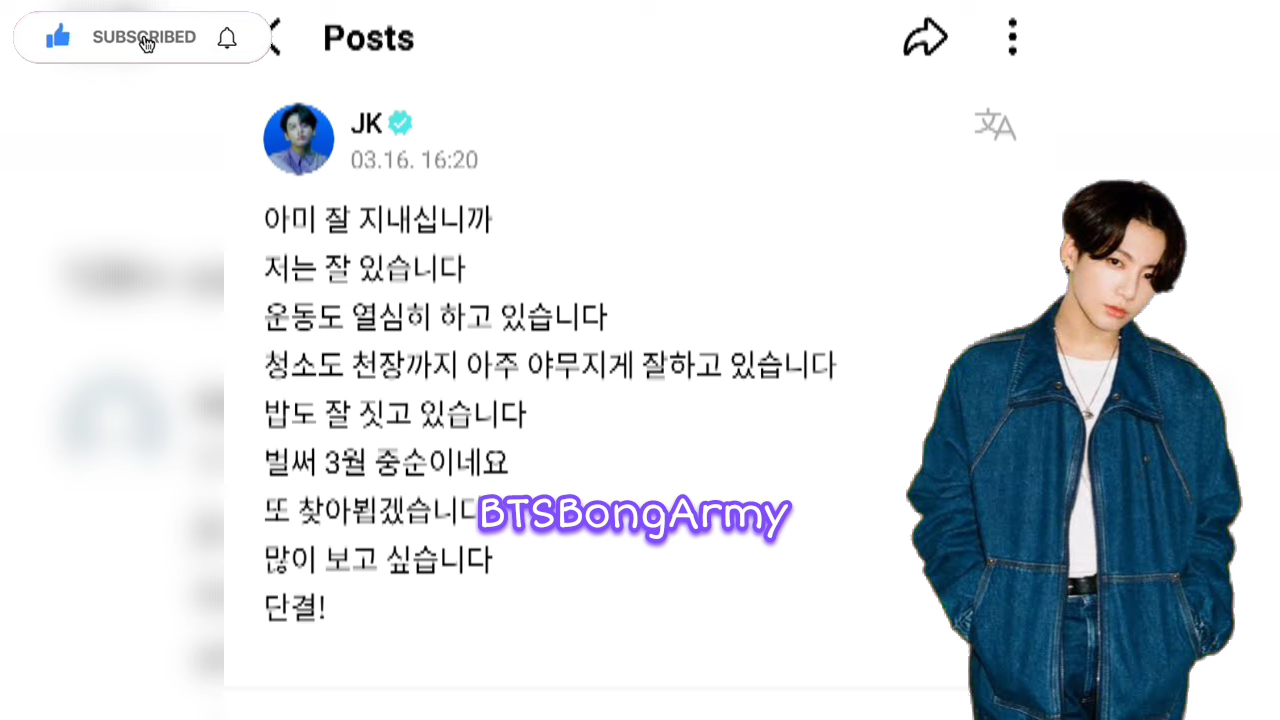 SUBSCRIBED
Posts
JK
03.16. 16:20
아미 잘 지내십니까
저는 잘 있습니다
운동도 열심히 하고 있습니다
청소도 천장까지 아주 야무지게 잘하고 있습니다
밥도 잘 짓고 있습니다
벌써 3월 중순이네요
또 찾아뵙겠습니다
BTSBongArmy
많이 보고 싶습니다
단결!